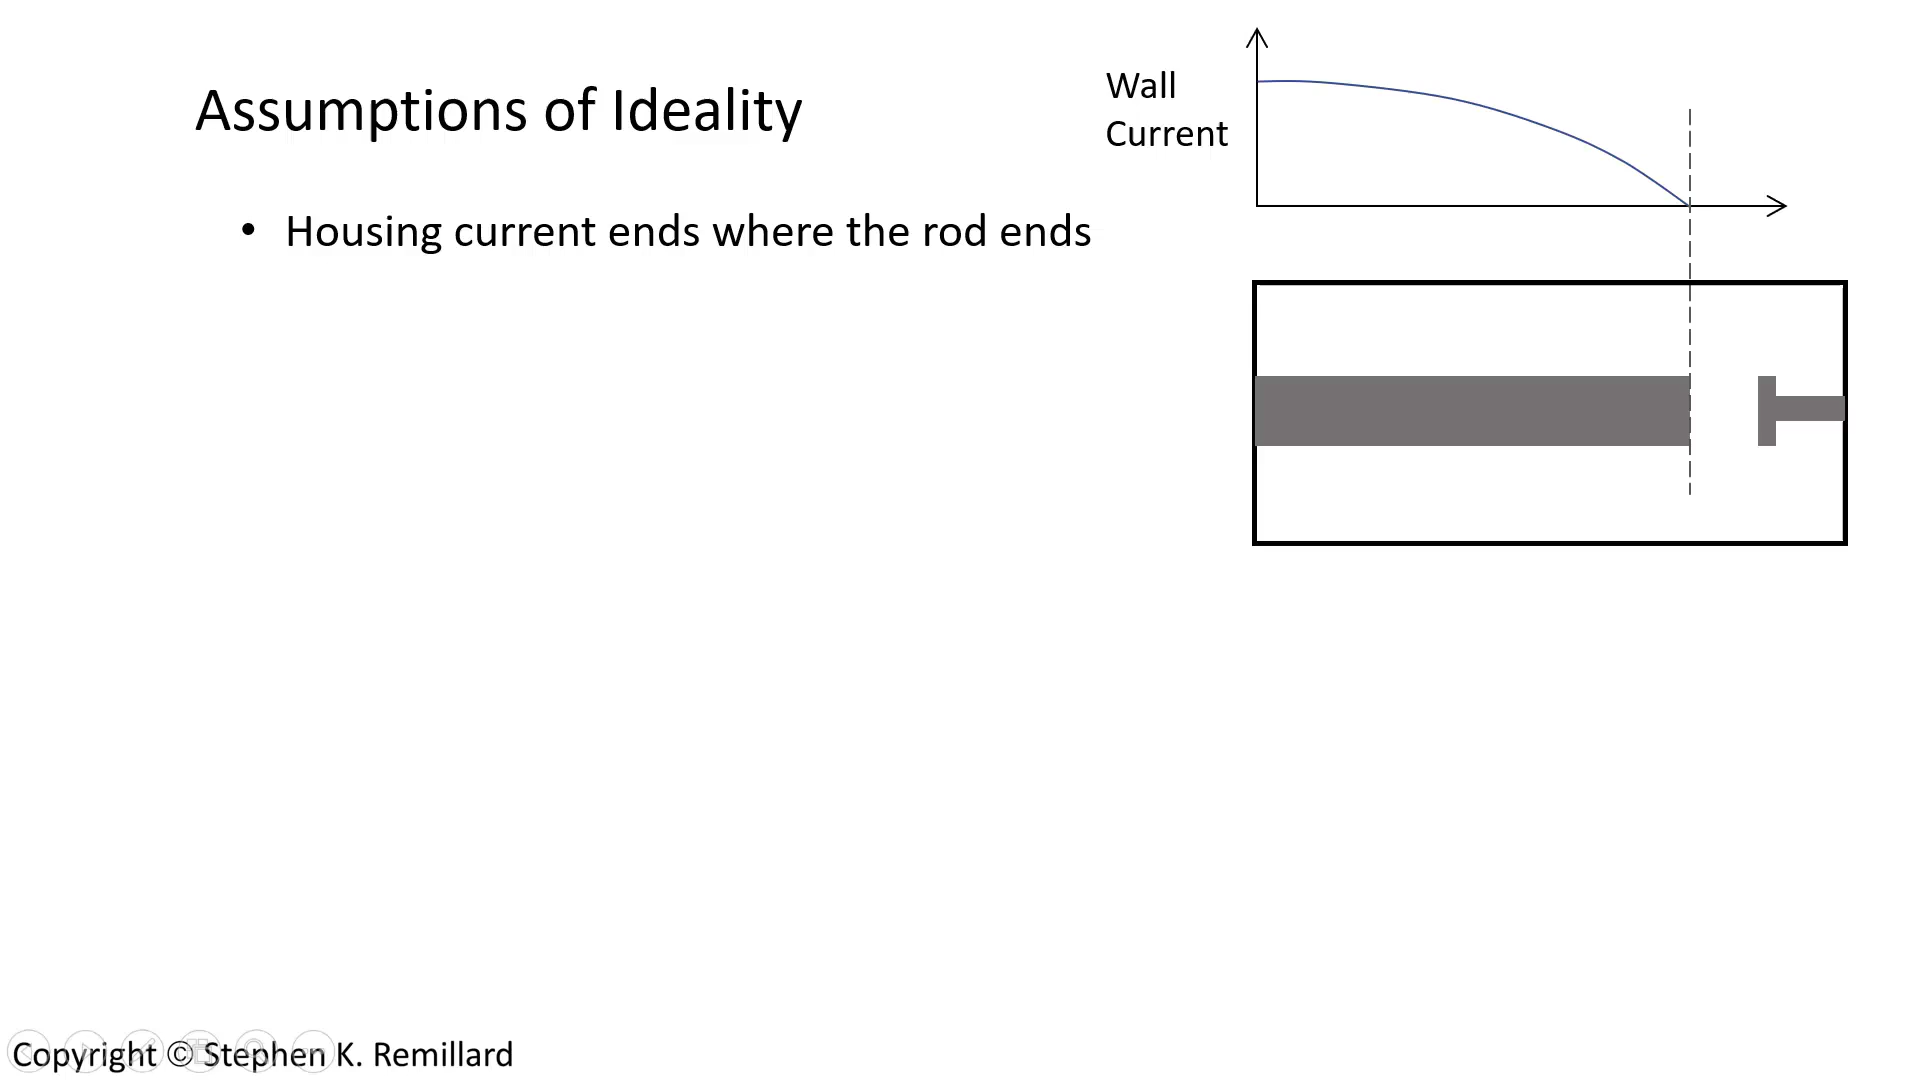 Assumptions of Ideality
• Housing current ends where the rod ends
Wall
Current
Copyright © Stephen K. Remillard